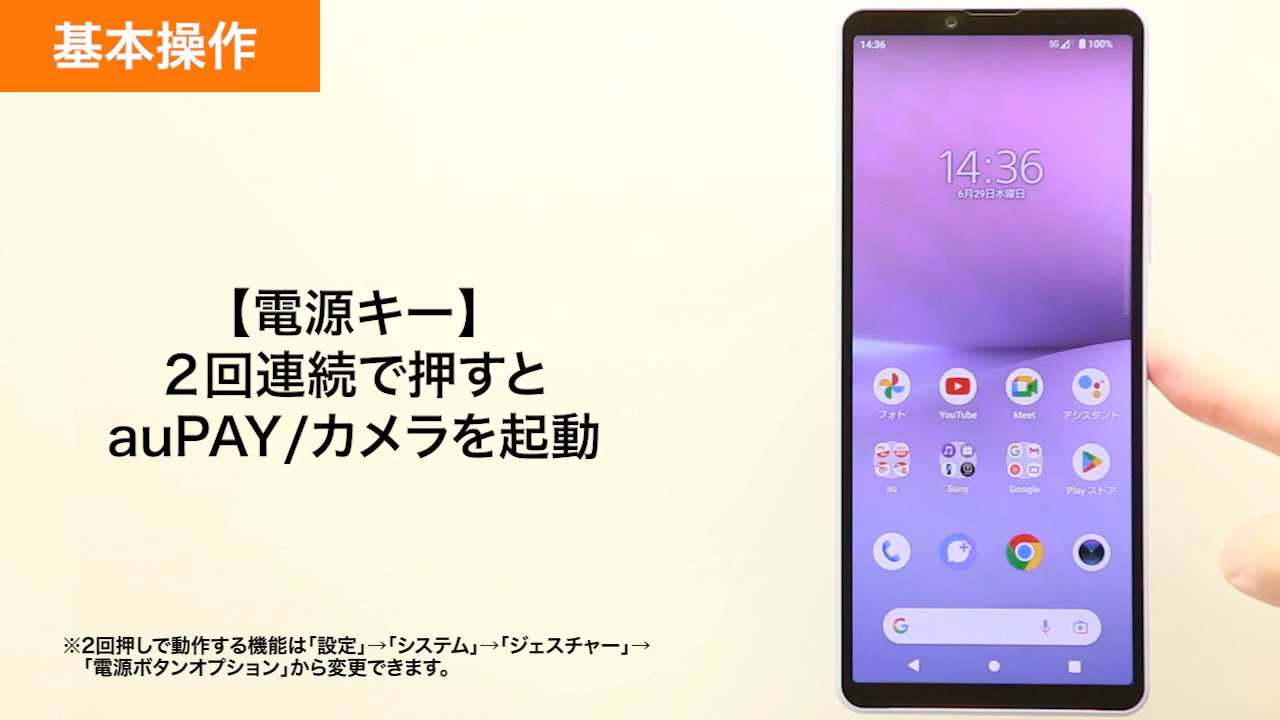 基本操作
【電源キー】
２回連続で押すと
auPAY/カメラを起動
※2回押しで動作する機能は「設定」→「システム」→「ジェスチャー」→
「電源ボタンオプション」から変更できます。
14:36
5G 100%
14:36
6月29日木曜日
フォト YouTube Meet アシスタント
au Sony Google Play ストア